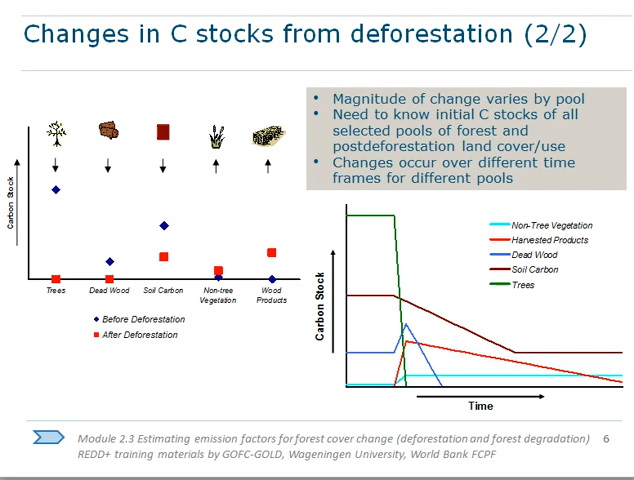 Changes in C stocks from deforestation (2/2)
• Magnitude of change varies by pool
• Need to know initial C stocks of all
selected pools of forest and
postdeforestation land cover/use
• Changes occur over different time
frames for different pools
Carbon Stock
Trees
Dead Wood
Soil Carbon
Non-tree
Vegetation
Wood
Products
Before Deforestation
After Deforestation
Carbon Stock
Non-Tree Vegetation
Harvested Products
Dead Wood
Soil Carbon
Trees
Time
Module 2.3 Estimating emission factors for forest cover change (deforestation and forest degradation) 6
REDD+ training materials by GOFC-GOLD, Wageningen University, World Bank FCPF